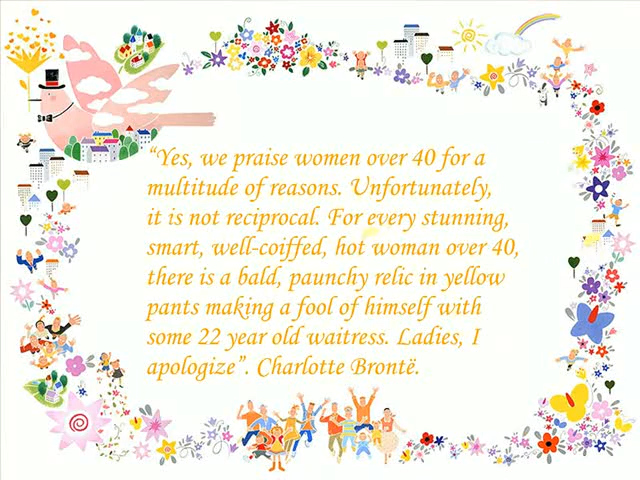 “Yes, we praise women over 40 for a
multitude of reasons. Unfortunately,
it is not reciprocal. For every stunning,
smart, well-coiffed, hot woman over 40,
there is a bald, paunchy relic in yellow
pants making a fool of himself with
some 22 year old waitress. Ladies, I
apologize”. Charlotte Brontë.